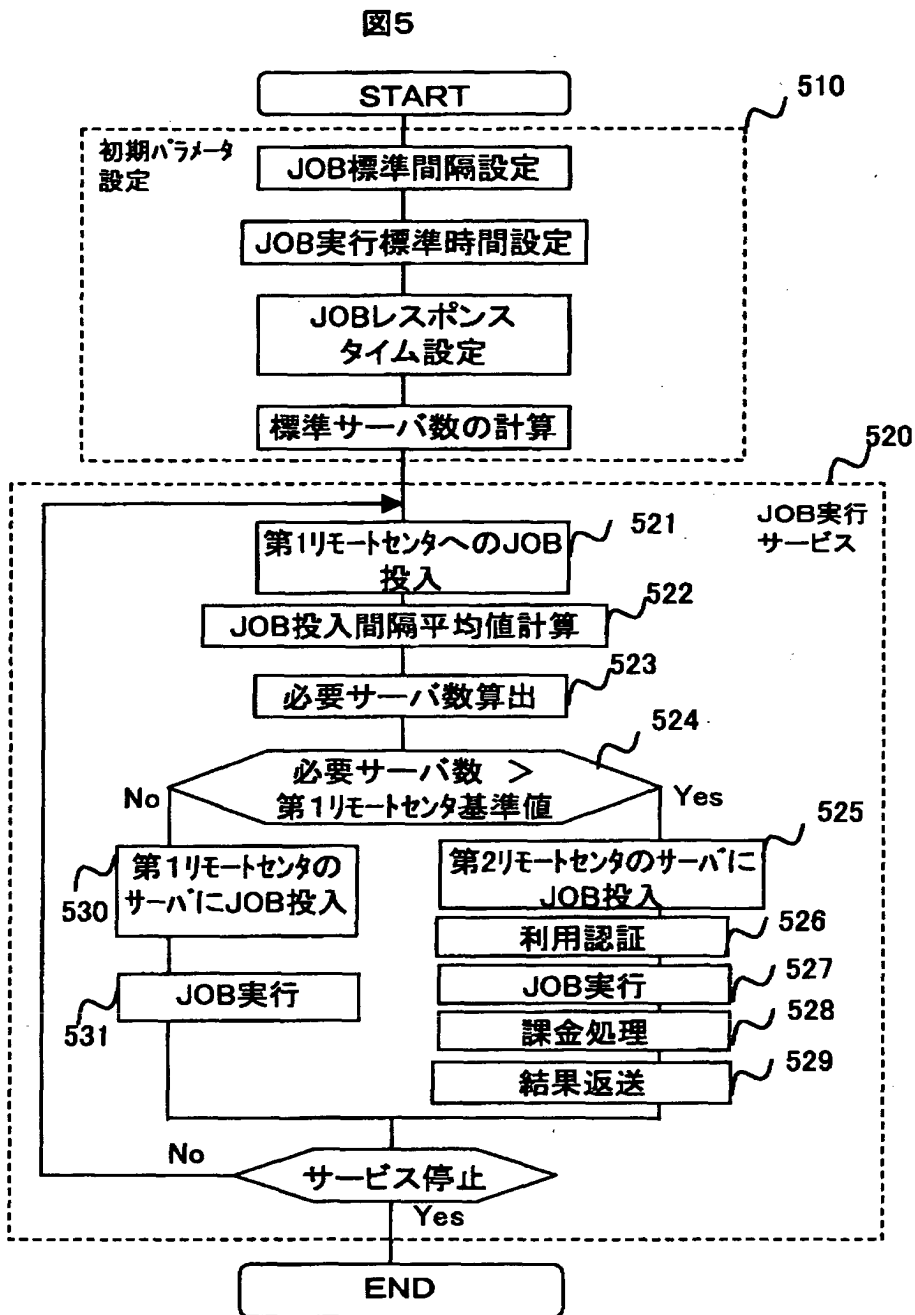 図5
START
510
初期パラメータ
設定
JOB標準間隔設定
JOB実行標準時間設定
JOBレスポンス
タイム設定
標準サーバ数の計算
520
JOB実行
サービス
第1リモートセンタへのJOB
投入
521
JOB投入間隔平均値計算
522
必要サーバ数算出
523
必要サーバ数 >
第1リモートセンタ基準値
524
No
Yes
第1リモートセンタの
サーバにJOB投入
530
JOB実行
531
第2リモートセンタのサーバに
JOB投入
525
利用認証
526
JOB実行
527
課金処理
528
結果返送
529
No
サービス停止
Yes
END